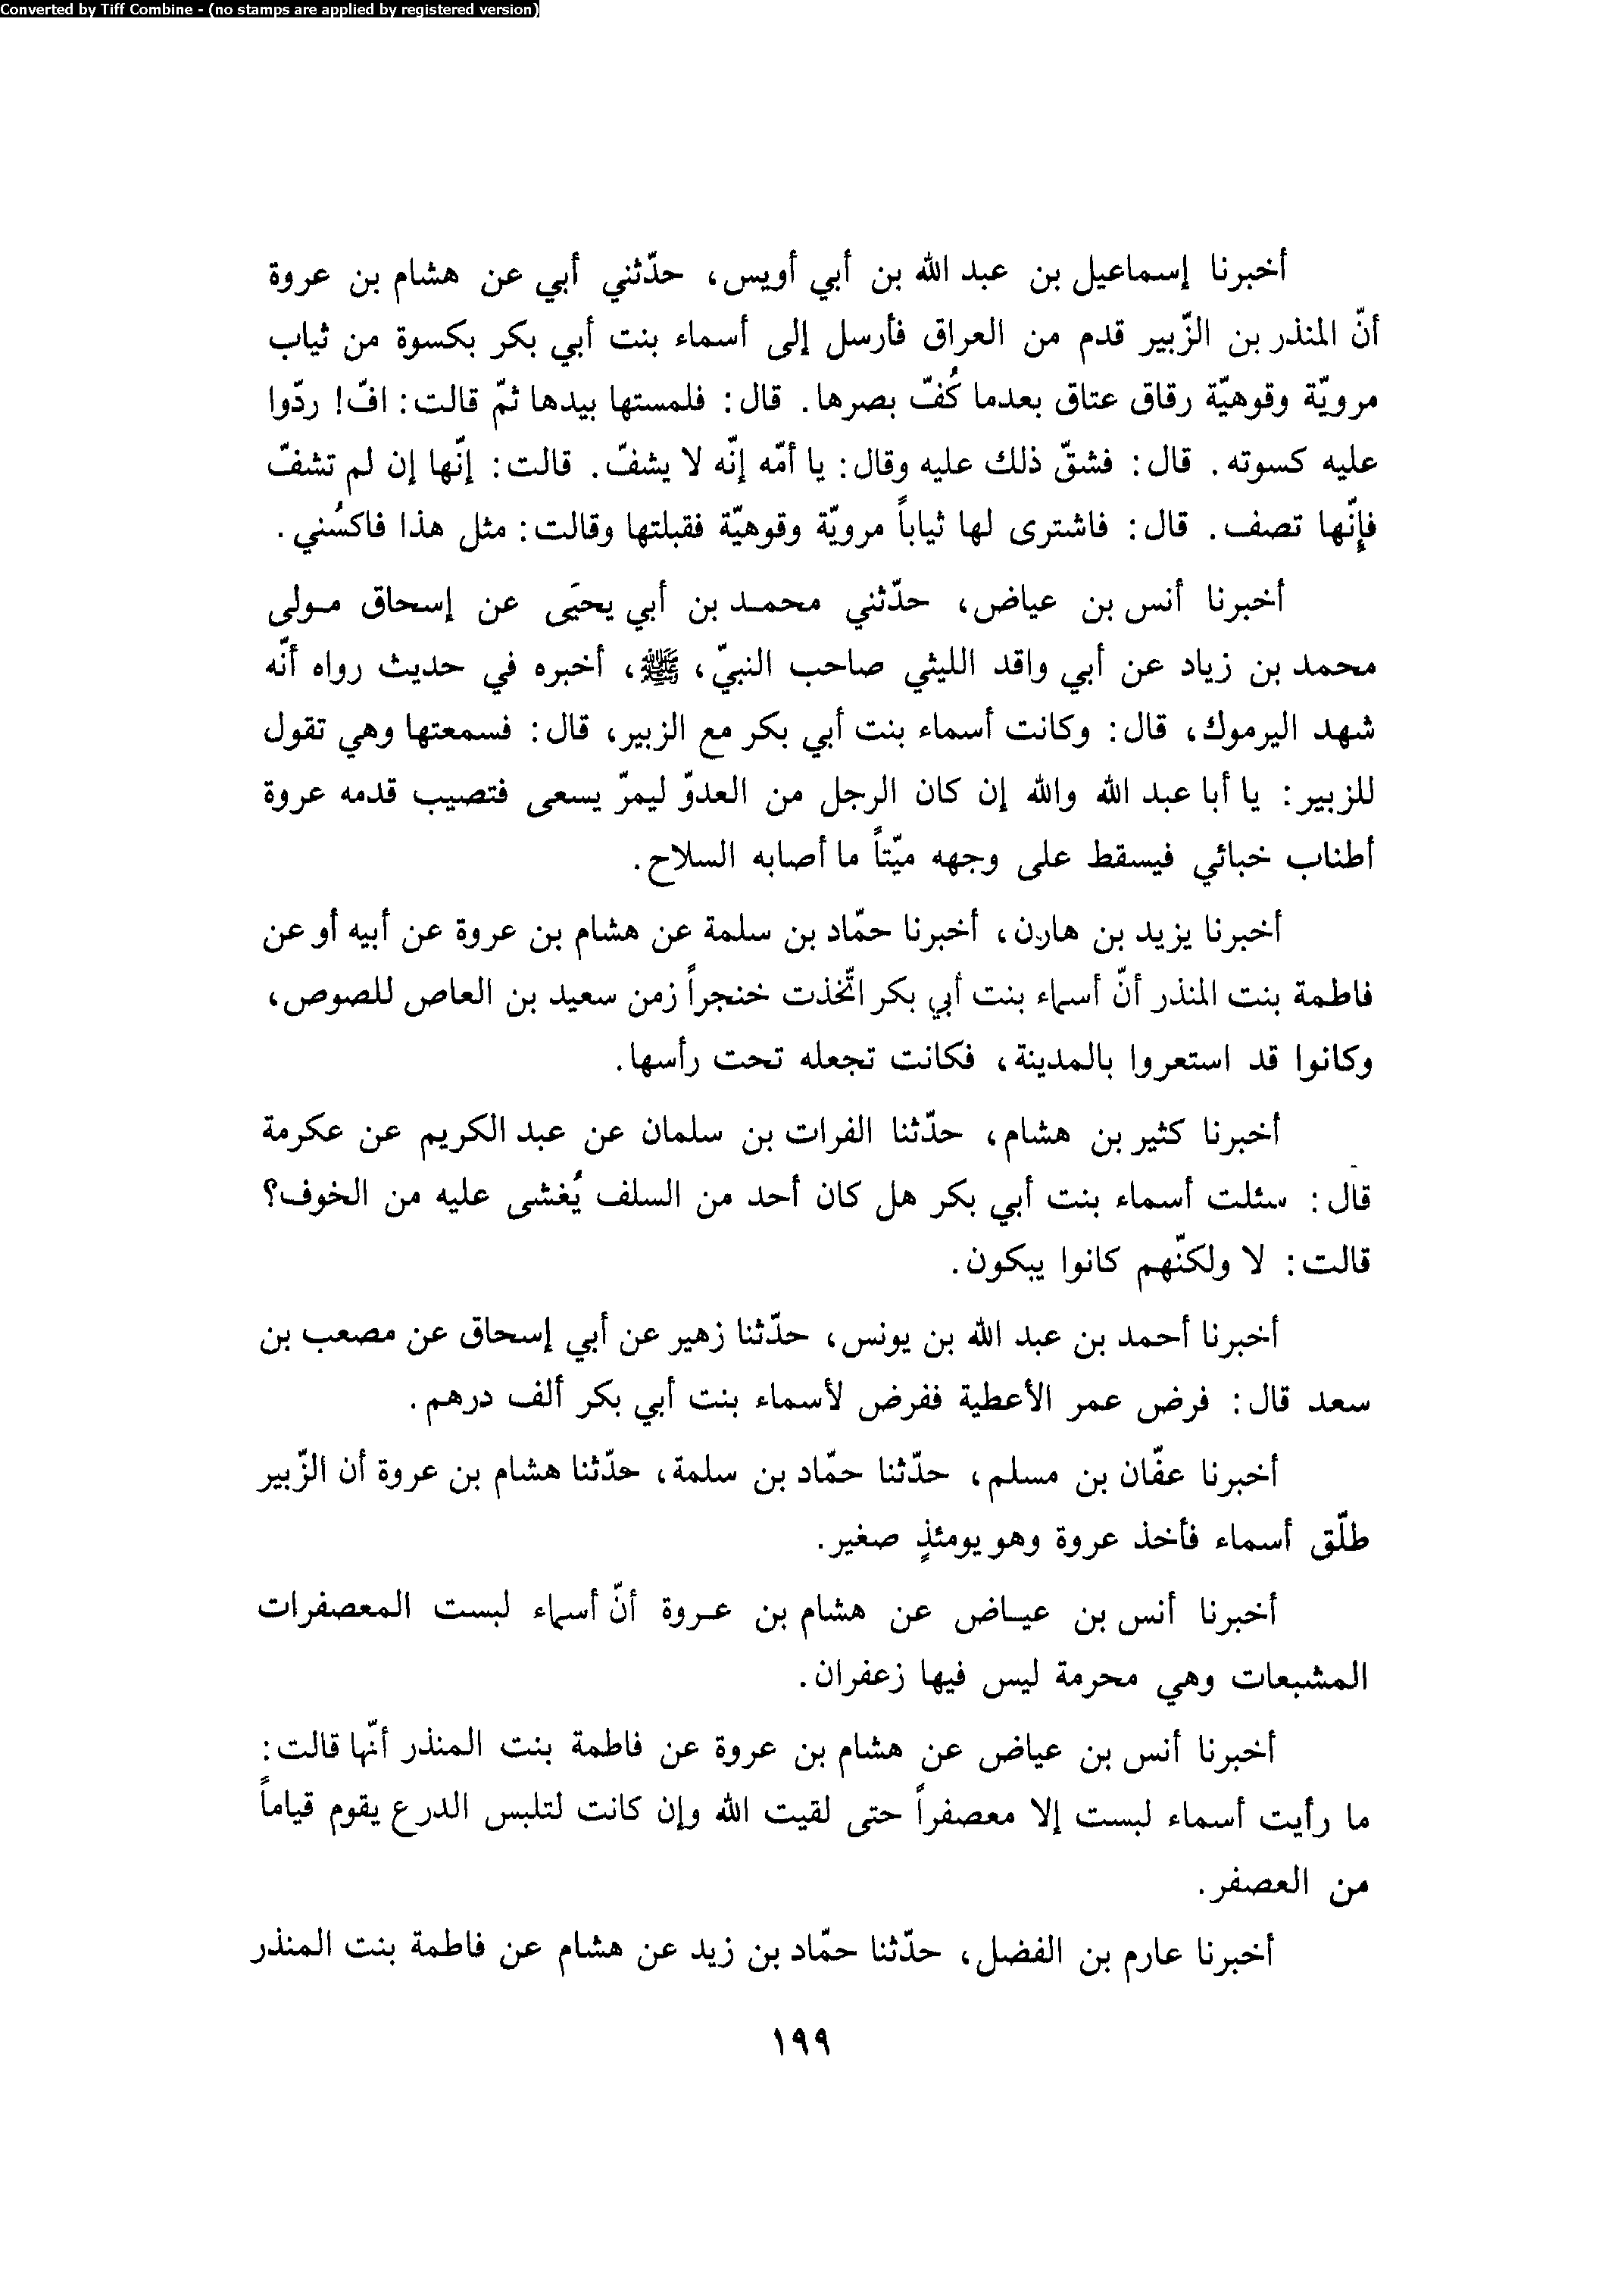 Converted by Tiff Combine - (no stamps are applied by registered version)
أخبرنا إسماعيل بن عبد الله بن أبي أويس، حدّثني أبي عن هشام بن عروة
أنّ المنذر بن الزّبير قدم من العراق فأرسل إلى أسماء بنت أبي بكر بكسوة من ثياب
مرويّة وقوهيّة رقاق عتاق بعدما كُفّ بصرها. قال: فلمستها بيدها ثمّ قالت: افّ! ردّوا
عليه كسوته. قال: فشقّ ذلك عليه وقال: يا أمّه إنّه لا يشفّ. قالت: إنّها إن لم تشفّ
فإنّها تصف. قال: فاشترى لها ثياباً مرويّة وقوهيّة فقبلتها وقالت: مثل هذا فاكسُني.
أخبرنا أنس بن عياض، حدّثني محمد بن أبي يحيَى عن إسحاق مولى
محمد بن زياد عن أبي واقد الليثي صاحب النبيّ، ﷺ، أخبره في حديث رواه أنّه
شهد اليرموك، قال: وكانت أسماء بنت أبي بكر مع الزبير، قال: فسمعتها وهي تقول
للزبير: يا أبا عبد الله والله إن كان الرجل من العدوّ ليمرّ يسعى فتصيب قدمه عروة
أطناب خبائي فيسقط على وجهه ميّتاً ما أصابه السلاح.
أخبرنا يزيد بن هارن، أخبرنا حمّاد بن سلمة عن هشام بن عروة عن أبيه أو عن
فاطمة بنت المنذر أنّ أسماء بنت أبي بكر اتّخذت خنجراً زمن سعيد بن العاص للصوص،
وكانوا قد استعروا بالمدينة، فكانت تجعله تحت رأسها.
أخبرنا كثير بن هشام، حدّثنا الفرات بن سلمان عن عبد الكريم عن عكرمة
قال: سئلت أسماء بنت أبي بكر هل كان أحد من السلف يُغشى عليه من الخوف؟
قالت: لا ولكنّهم كانوا يبكون.
أخبرنا أحمد بن عبد الله بن يونس، حدّثنا زهير عن أبي إسحاق عن مصعب بن
سعد قال: فرض عمر الأعطية ففرض لأسماء بنت أبي بكر ألف درهم.
أخبرنا عفّان بن مسلم، حدّثنا حمّاد بن سلمة، حدّثنا هشام بن عروة أن الزّبير
طلّق أسماء فأخذ عروة وهو يومئذٍ صغير.
أخبرنا أنس بن عياض عن هشام بن عروة أنّ أسماء لبست المعصفرات
المشبعات وهي محرمة ليس فيها زعفران.
أخبرنا أنس بن عياض عن هشام بن عروة عن فاطمة بنت المنذر أنّها قالت:
ما رأيت أسماء لبست إلا معصفراً حتى لقيت الله وإن كانت لتلبس الدرع يقوم قياماً
من العصفر.
أخبرنا عارم بن الفضل، حدّثنا حمّاد بن زيد عن هشام عن فاطمة بنت المنذر
١٩٩